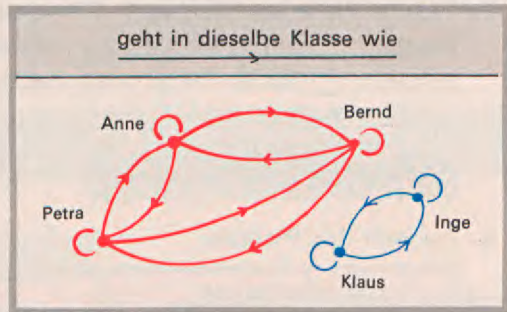 geht in dieselbe Klasse wie
Anne
Bernd
Petra
Inge
Klaus